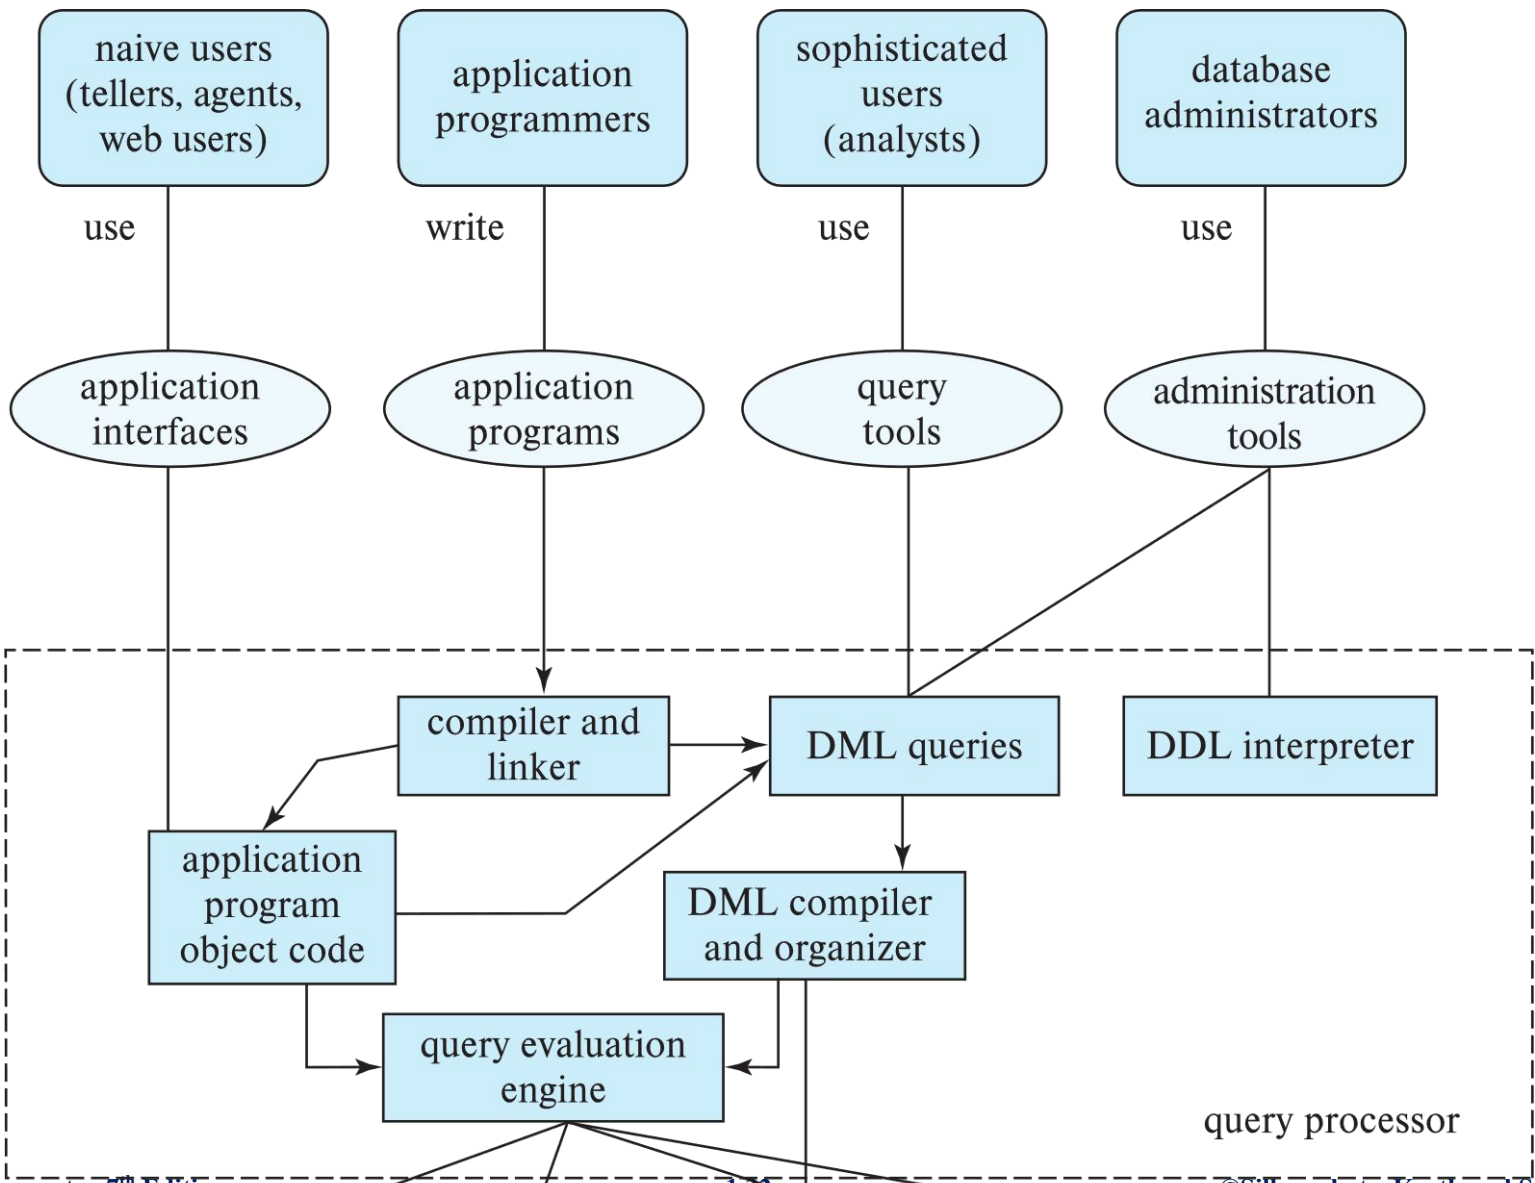 naive users
(tellers, agents,
web users)
application
programmers
sophisticated
users
(analysts)
database
administrators
use
write
use
use
application
interfaces
application
programs
query
tools
administration
tools
compiler and
linker
DML queries
DDL interpreter
application
program
object code
DML compiler
and organizer
query evaluation
engine
query processor